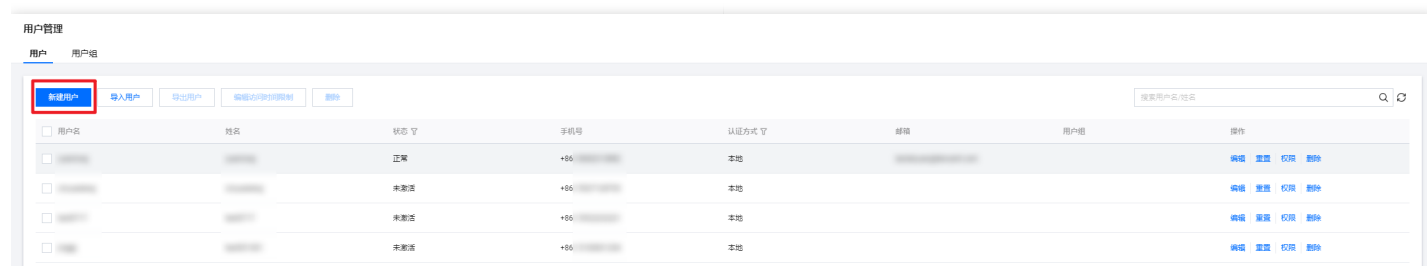 用户管理
用户 用户组
新建用户 导入用户 导出用户 编辑访问时间限制 删除 搜索用户名/姓名
用户名 姓名 状态 手机号 认证方式 邮箱 用户组 操作
正常 +86 本地 编辑 重置 权限 删除
未激活 +86 本地 编辑 重置 权限 删除
未激活 +86 本地 编辑 重置 权限 删除
未激活 +86 本地 编辑 重置 权限 删除